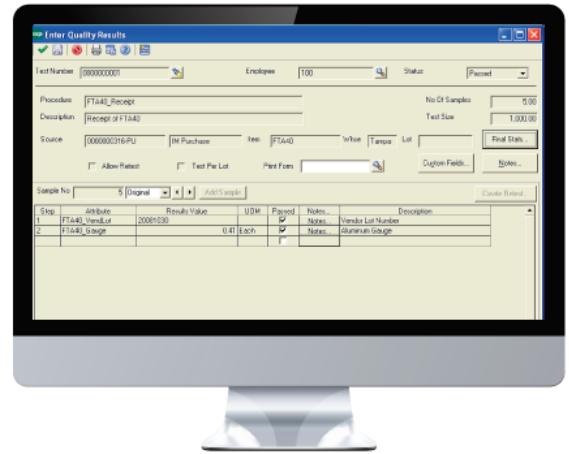 Enter Quality Results
Test Number 0000000001 Employee 100 Status Passed
Procedure FTA40_Receipt No Of Samples 5.00
Description Receipt of FTA40 Test Size 1,000.00
Source 0000000316-PU IM Purchase Item FTA40 Whse Tampa Lot Final Stats...
Allow Retest Test Per Lot Print Form Custom Fields... Notes...
Sample No 5 Original Add Sample Create Retest...
Step Attribute Results Value UOM Passed Notes... Description
1 FTA40_VendLot 20081030 Notes... Vendor Lot Number
2 FTA40_Gauge 0.41 Each Notes... Aluminum Gauge